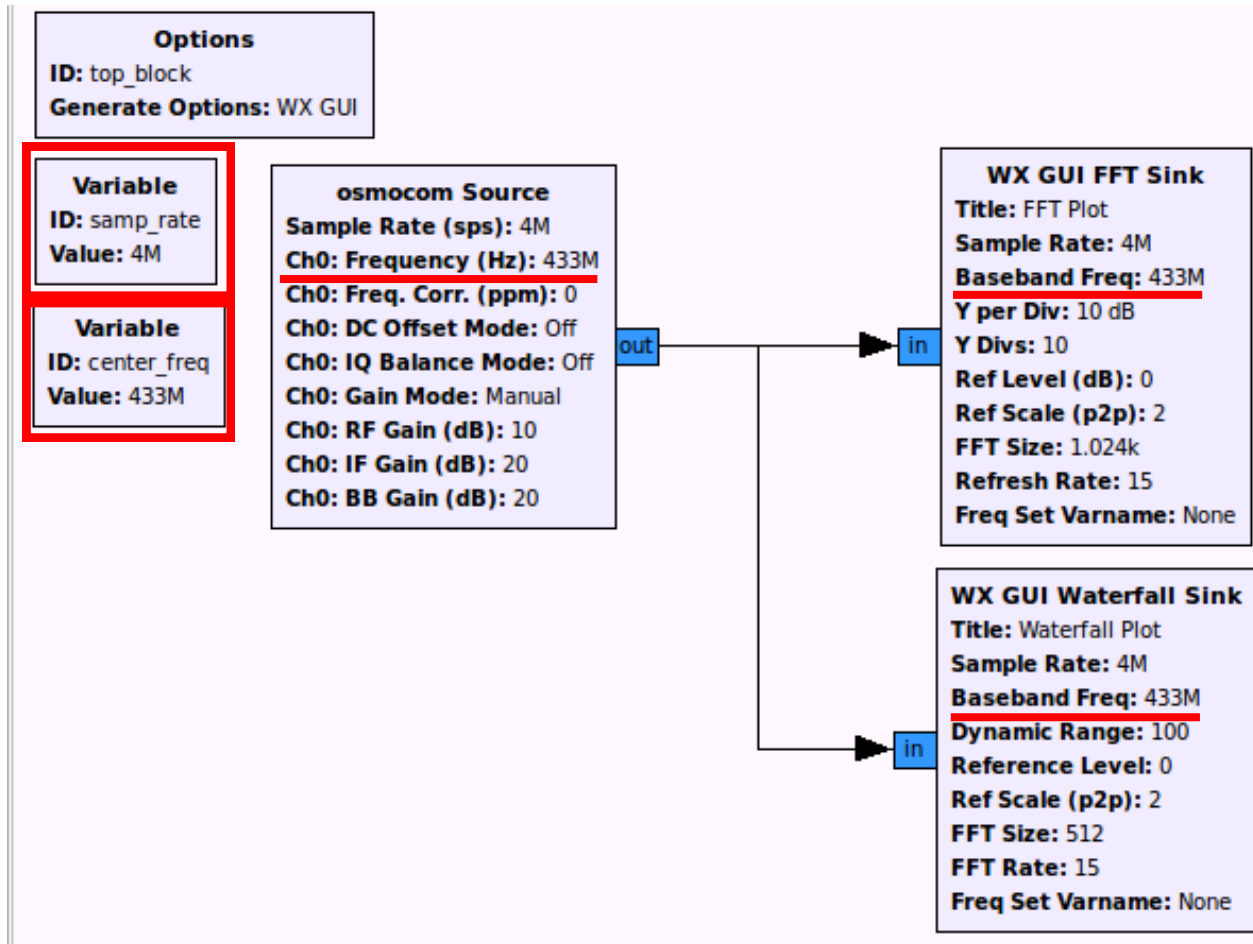 Options
ID: top_block
Generate Options: WX GUI
Variable
ID: samp_rate
Value: 4M
Variable
ID: center_freq
Value: 433M
osmocom Source
Sample Rate (sps): 4M
Ch0: Frequency (Hz): 433M
Ch0: Freq. Corr. (ppm): 0
Ch0: DC Offset Mode: Off
Ch0: IQ Balance Mode: Off
Ch0: Gain Mode: Manual
Ch0: RF Gain (dB): 10
Ch0: IF Gain (dB): 20
Ch0: BB Gain (dB): 20
out
in
WX GUI FFT Sink
Title: FFT Plot
Sample Rate: 4M
Baseband Freq: 433M
Y per Div: 10 dB
Y Divs: 10
Ref Level (dB): 0
Ref Scale (p2p): 2
FFT Size: 1.024k
Refresh Rate: 15
Freq Set Varname: None
in
WX GUI Waterfall Sink
Title: Waterfall Plot
Sample Rate: 4M
Baseband Freq: 433M
Dynamic Range: 100
Reference Level: 0
Ref Scale (p2p): 2
FFT Size: 512
FFT Rate: 15
Freq Set Varname: None